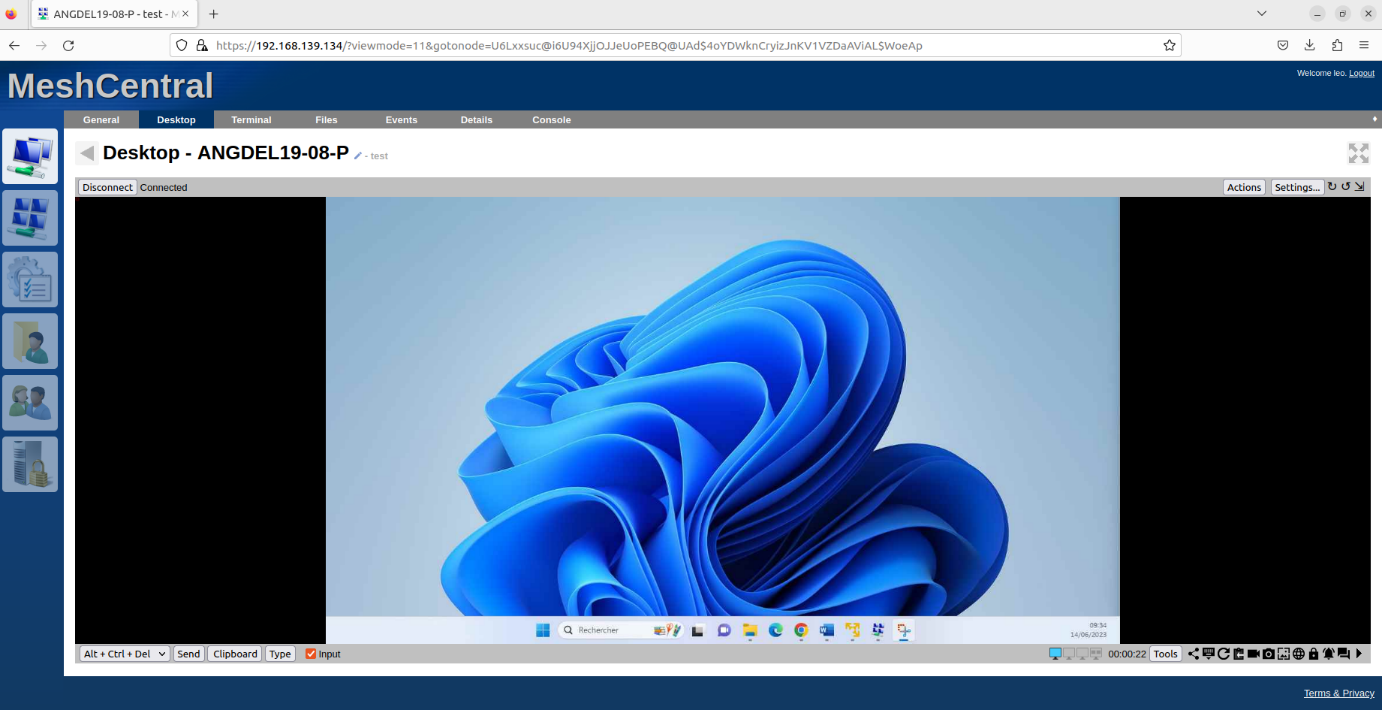 ANGDEL19-08-P - test - M
https://192.168.139.134/?viewmode=11&gotonode=U6Lxxsuc@i6U94XjjOJJeUoPEBQ@UAd$4oYDWknCryizJnKV1VZDaAViAL$WoeAp
MeshCentral
Welcome leo. Logout
General Desktop Terminal Files Events Details Console
Desktop - ANGDEL19-08-P - test
Disconnect Connected Actions Settings...
Rechercher
09:34
14/06/2023
Alt + Ctrl + Del Send Clipboard Type Input 00:00:22 Tools
Terms & Privacy